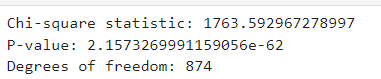 Chi-square statistic: 1763.592967278997
P-value: 2.1573269991159056e-62
Degrees of freedom: 874